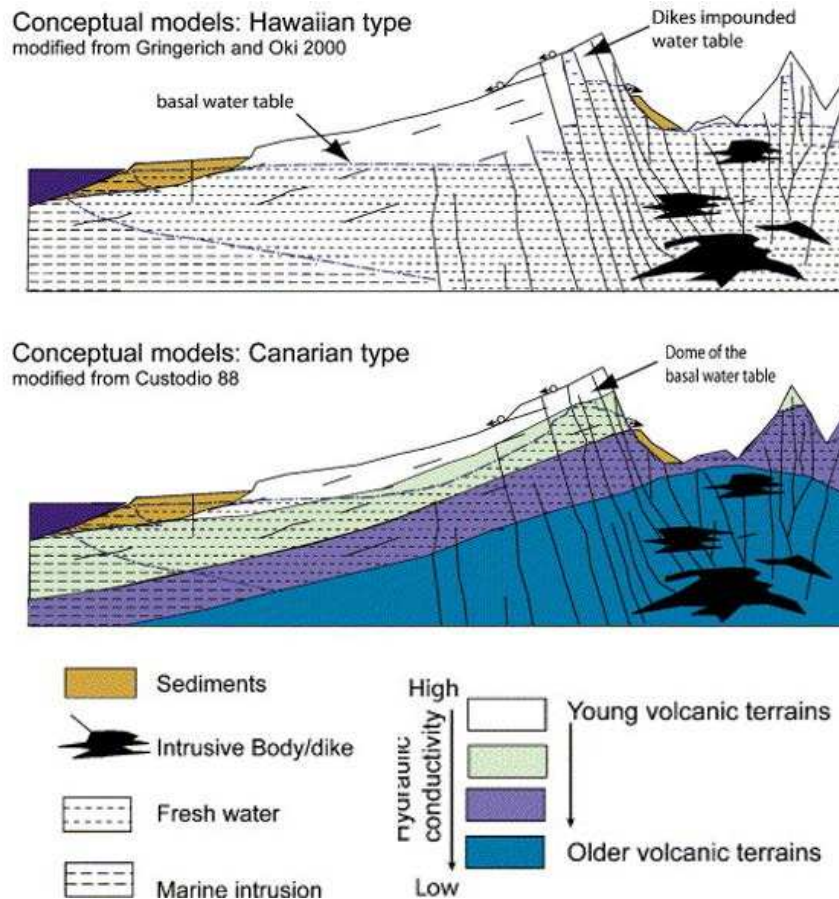 Conceptual models: Hawaiian type
modified from Gringerich and Oki 2000
Dikes impounded
water table
basal water table
Conceptual models: Canarian type
modified from Custodio 88
Dome of the
basal water table
Sediments
Intrusive Body/dike
Fresh water
Marine intrusion
High
Hydraulic
conductivity
Low
Young volcanic terrains
Older volcanic terrains